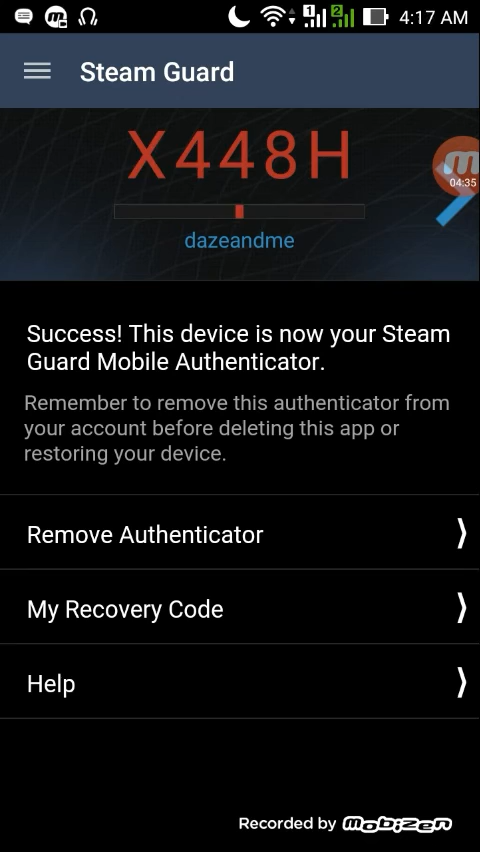 1 2 4:17 AM
Steam Guard
X448H
04:35
dazeandme
Success! This device is now your Steam
Guard Mobile Authenticator.
Remember to remove this authenticator from
your account before deleting this app or
restoring your device.
Remove Authenticator
My Recovery Code
Help
Recorded by mobizen